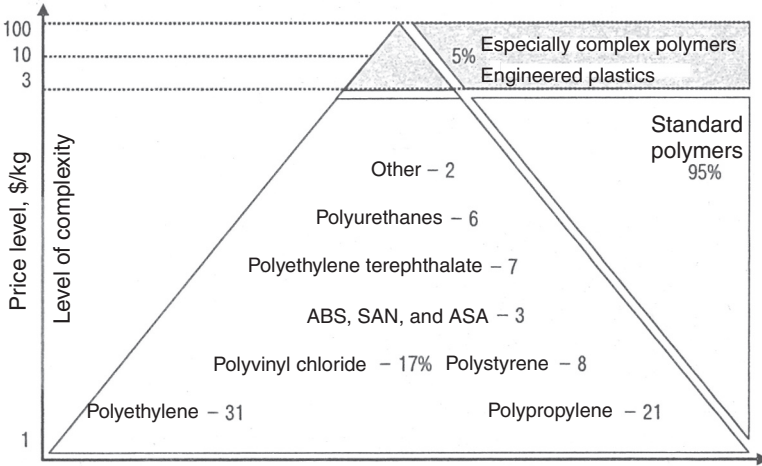 100
10
3
1
Price level, $/kg
Level of complexity
5% Especially complex polymers
Engineered plastics
Standard
polymers
95%
Other – 2
Polyurethanes – 6
Polyethylene terephthalate – 7
ABS, SAN, and ASA – 3
Polyvinyl chloride – 17% Polystyrene – 8
Polyethylene – 31 Polypropylene – 21